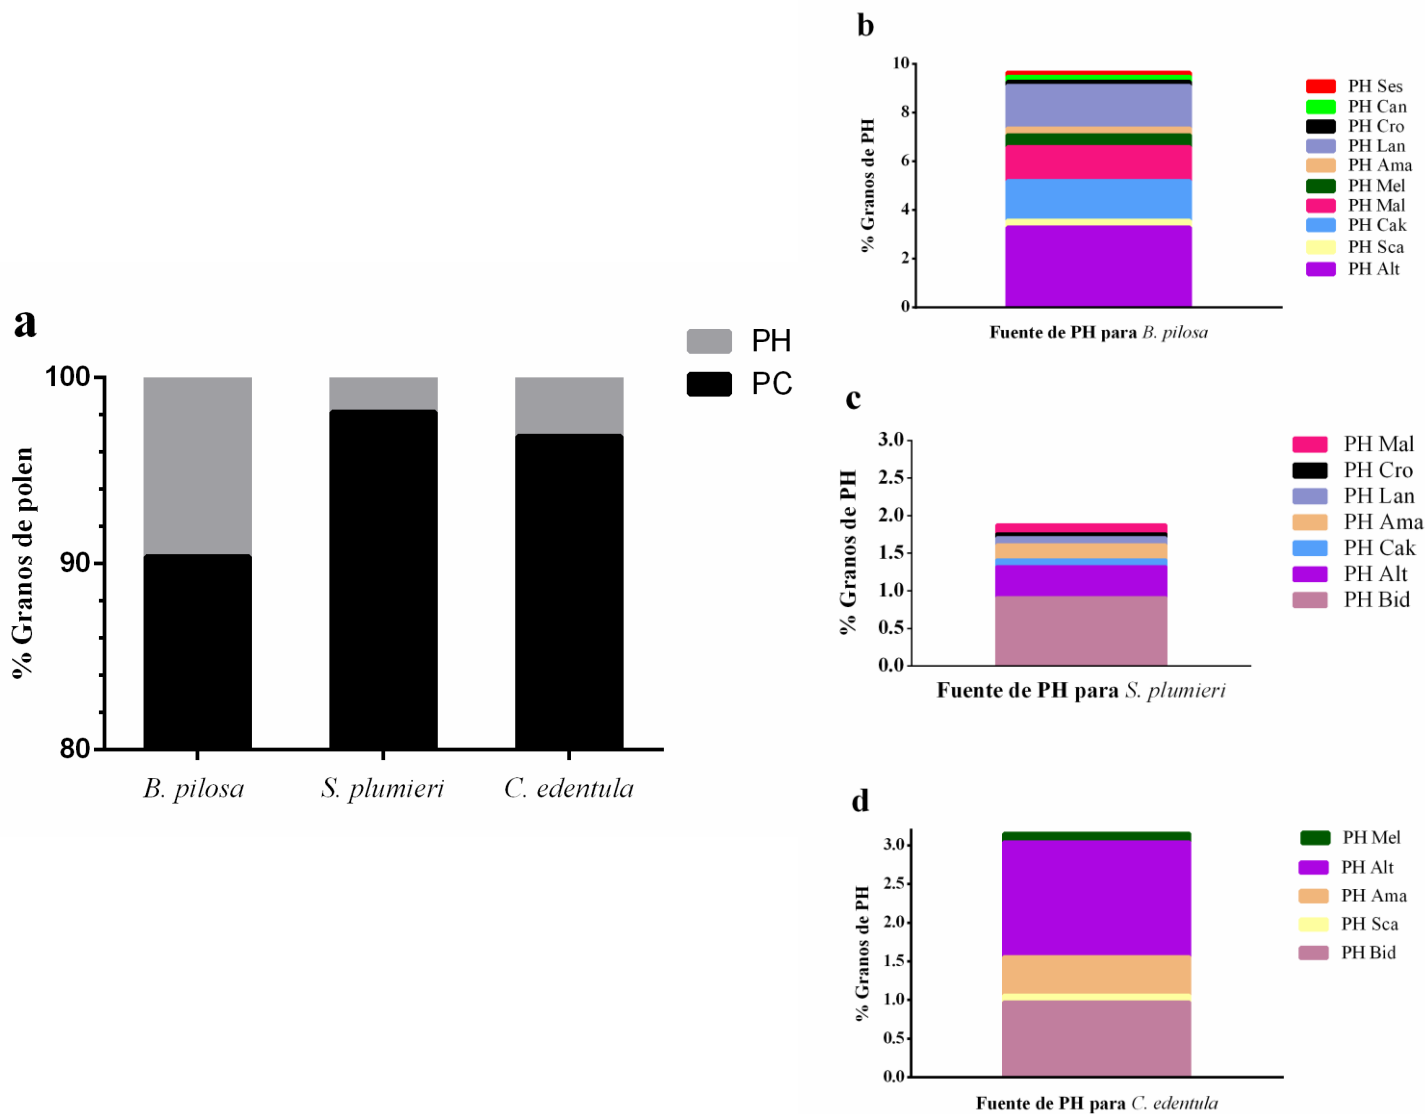 a
PH
PC
100
90
80
% Granos de polen
B. pilosa
S. plumieri
C. edentula
b
10
8
6
4
2
0
% Granos de PH
PH Ses
PH Can
PH Cro
PH Lan
PH Ama
PH Mel
PH Mal
PH Cak
PH Sca
PH Alt
Fuente de PH para B. pilosa
c
3.0
2.5
2.0
1.5
1.0
0.5
0.0
% Granos de PH
PH Mal
PH Cro
PH Lan
PH Ama
PH Cak
PH Alt
PH Bid
Fuente de PH para S. plumieri
d
3.0
2.5
2.0
1.5
1.0
0.5
0.0
% Granos de PH
PH Mel
PH Alt
PH Ama
PH Sca
PH Bid
Fuente de PH para C. edentula